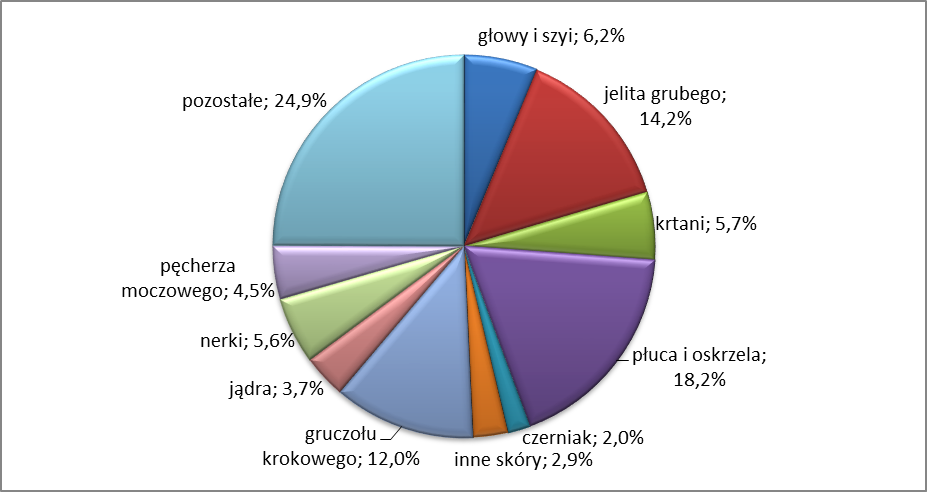 głowy i szyi; 6,2%
jelita grubego;
14,2%
krtani; 5,7%
płuca i oskrzela;
18,2%
czerniak; 2,0%
inne skóry; 2,9%
gruczołu
krokowego; 12,0%
jądra; 3,7%
nerki; 5,6%
pęcherza
moczowego; 4,5%
pozostałe; 24,9%